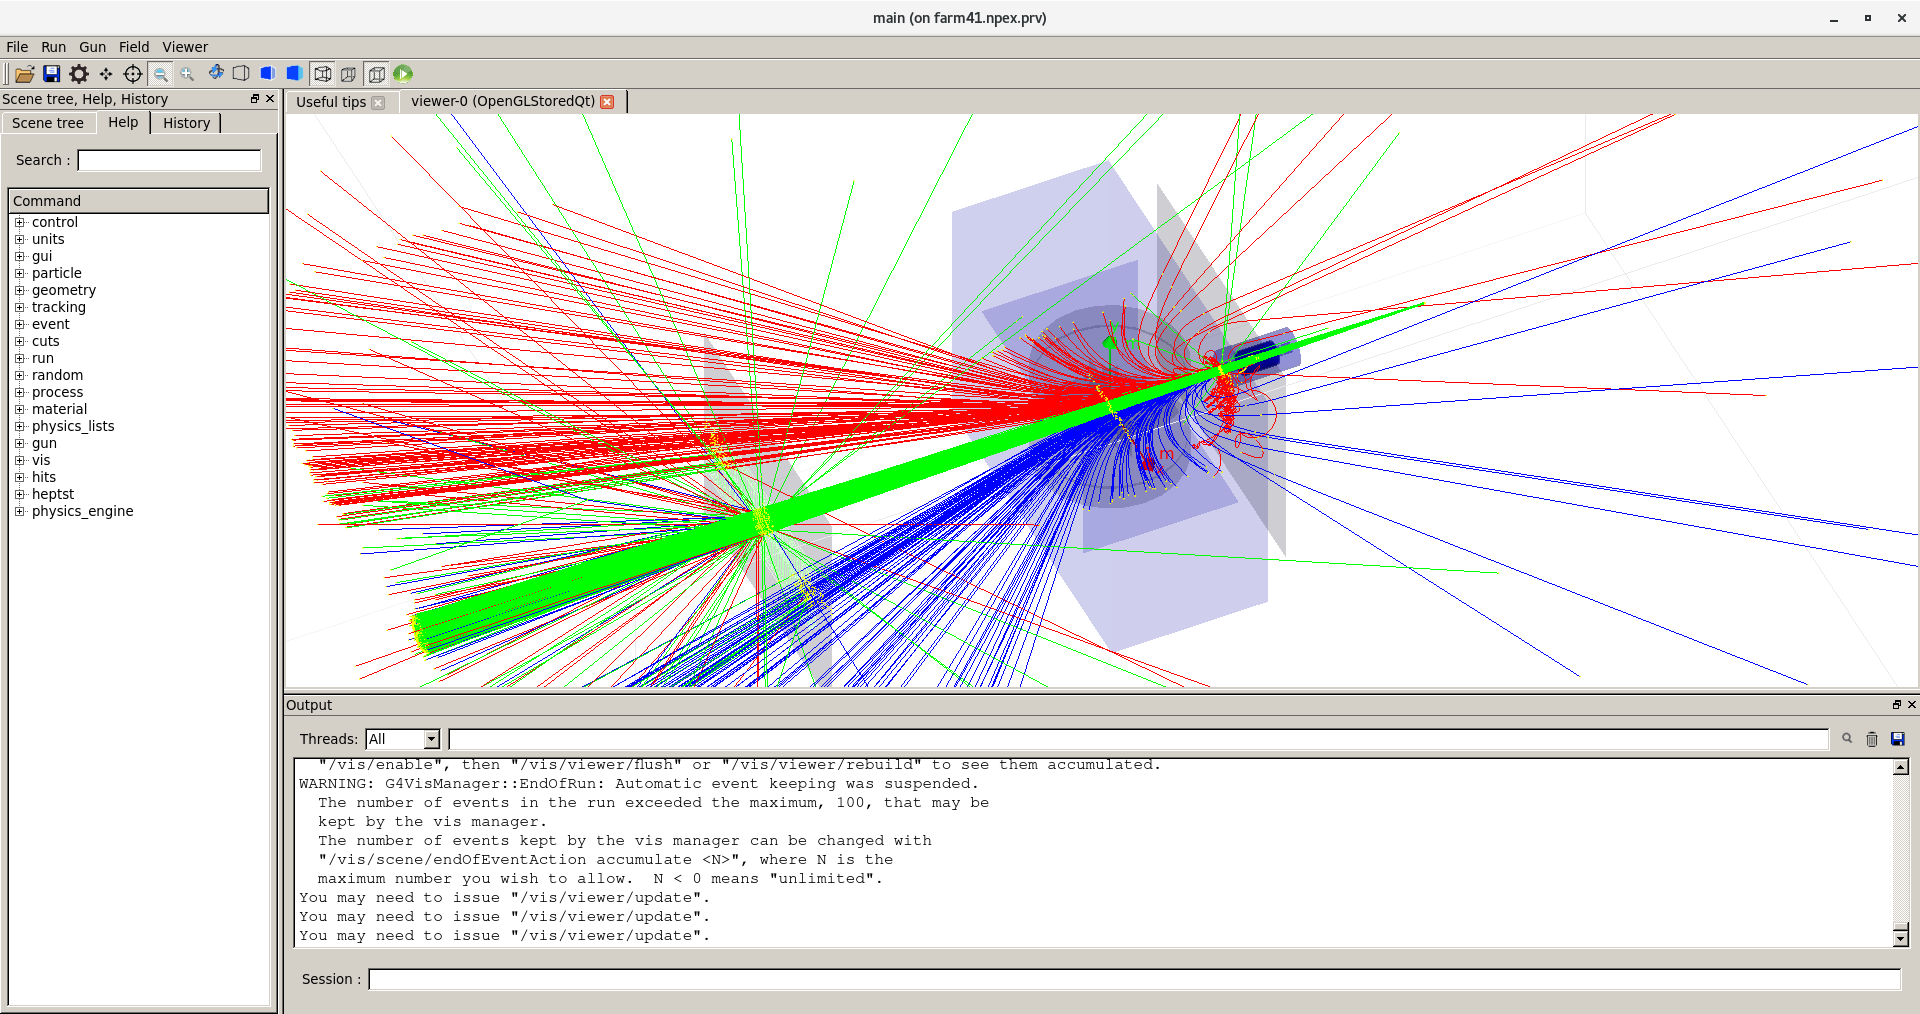 main (on farm41.npex.prv)
File Run Gun Field Viewer
Scene tree, Help, History
Useful tips
viewer-0 (OpenGLStoredQt)
Scene tree Help History
Search :
Command
control
units
gui
particle
geometry
tracking
event
cuts
run
random
process
material
physics_lists
gun
vis
hits
heptst
physics_engine
m
Output
Threads: All
"/vis/enable", then "/vis/viewer/flush" or "/vis/viewer/rebuild" to see them accumulated.
WARNING: G4VisManager::EndOfRun: Automatic event keeping was suspended.
The number of events in the run exceeded the maximum, 100, that may be
kept by the vis manager.
The number of events kept by the vis manager can be changed with
"/vis/scene/endOfEventAction accumulate <N>", where N is the
maximum number you wish to allow.  N < 0 means "unlimited".
You may need to issue "/vis/viewer/update".
You may need to issue "/vis/viewer/update".
You may need to issue "/vis/viewer/update".
Session :